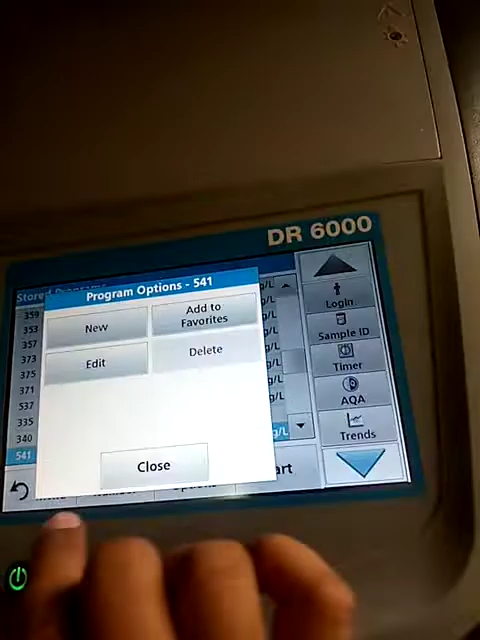 DR 6000
Stored Programs
Program Options - 541
New
Add to
Favorites
Edit
Delete
Close
359
353
357
373
375
371
537
335
340
541
g/L
g/L
g/L
g/L
g/L
g/L
g/L
Login
Sample ID
Timer
AQA
Trends